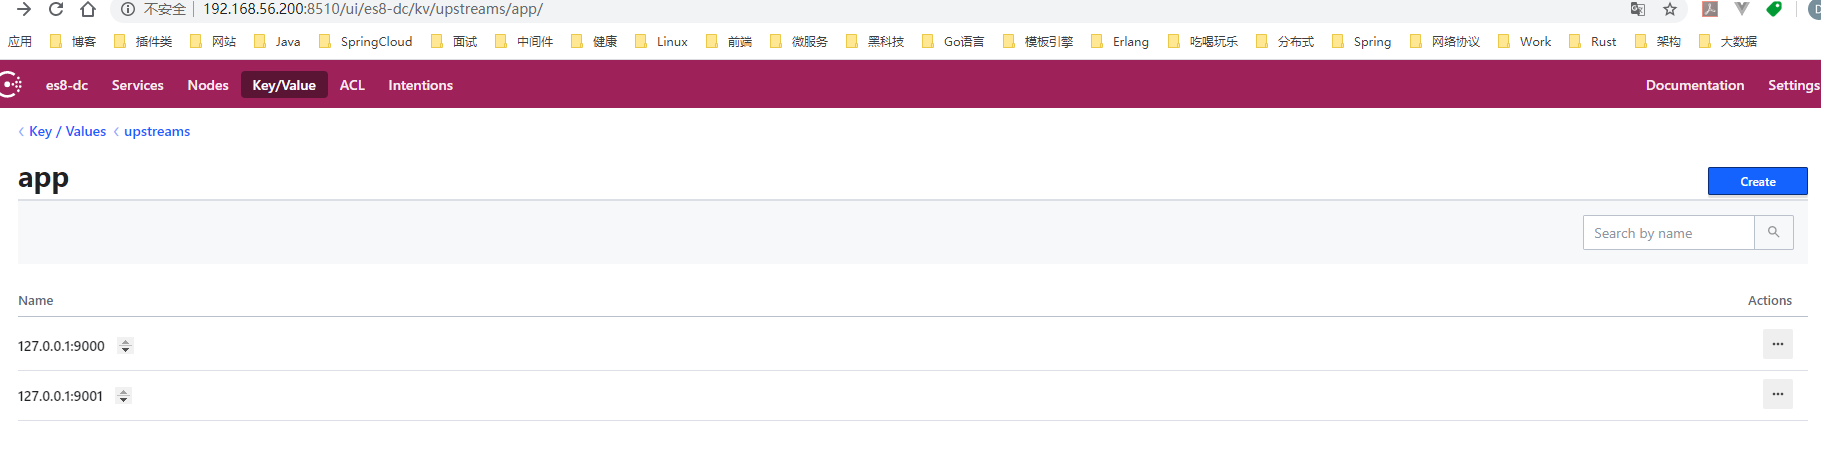 不安全 192.168.56.200:8510/ui/es8-dc/kv/upstreams/app/
应用 博客 插件类 网站 Java SpringCloud 面试 中间件 健康 Linux 前端 微服务 黑科技 Go语言 模板引擎 Erlang 吃喝玩乐 分布式 Spring 网络协议 Work Rust 架构 大数据
es8-dc Services Nodes Key/Value ACL Intentions Documentation Settings
Key / Values upstreams
app
Create
Search by name
Name Actions
127.0.0.1:9000
127.0.0.1:9001